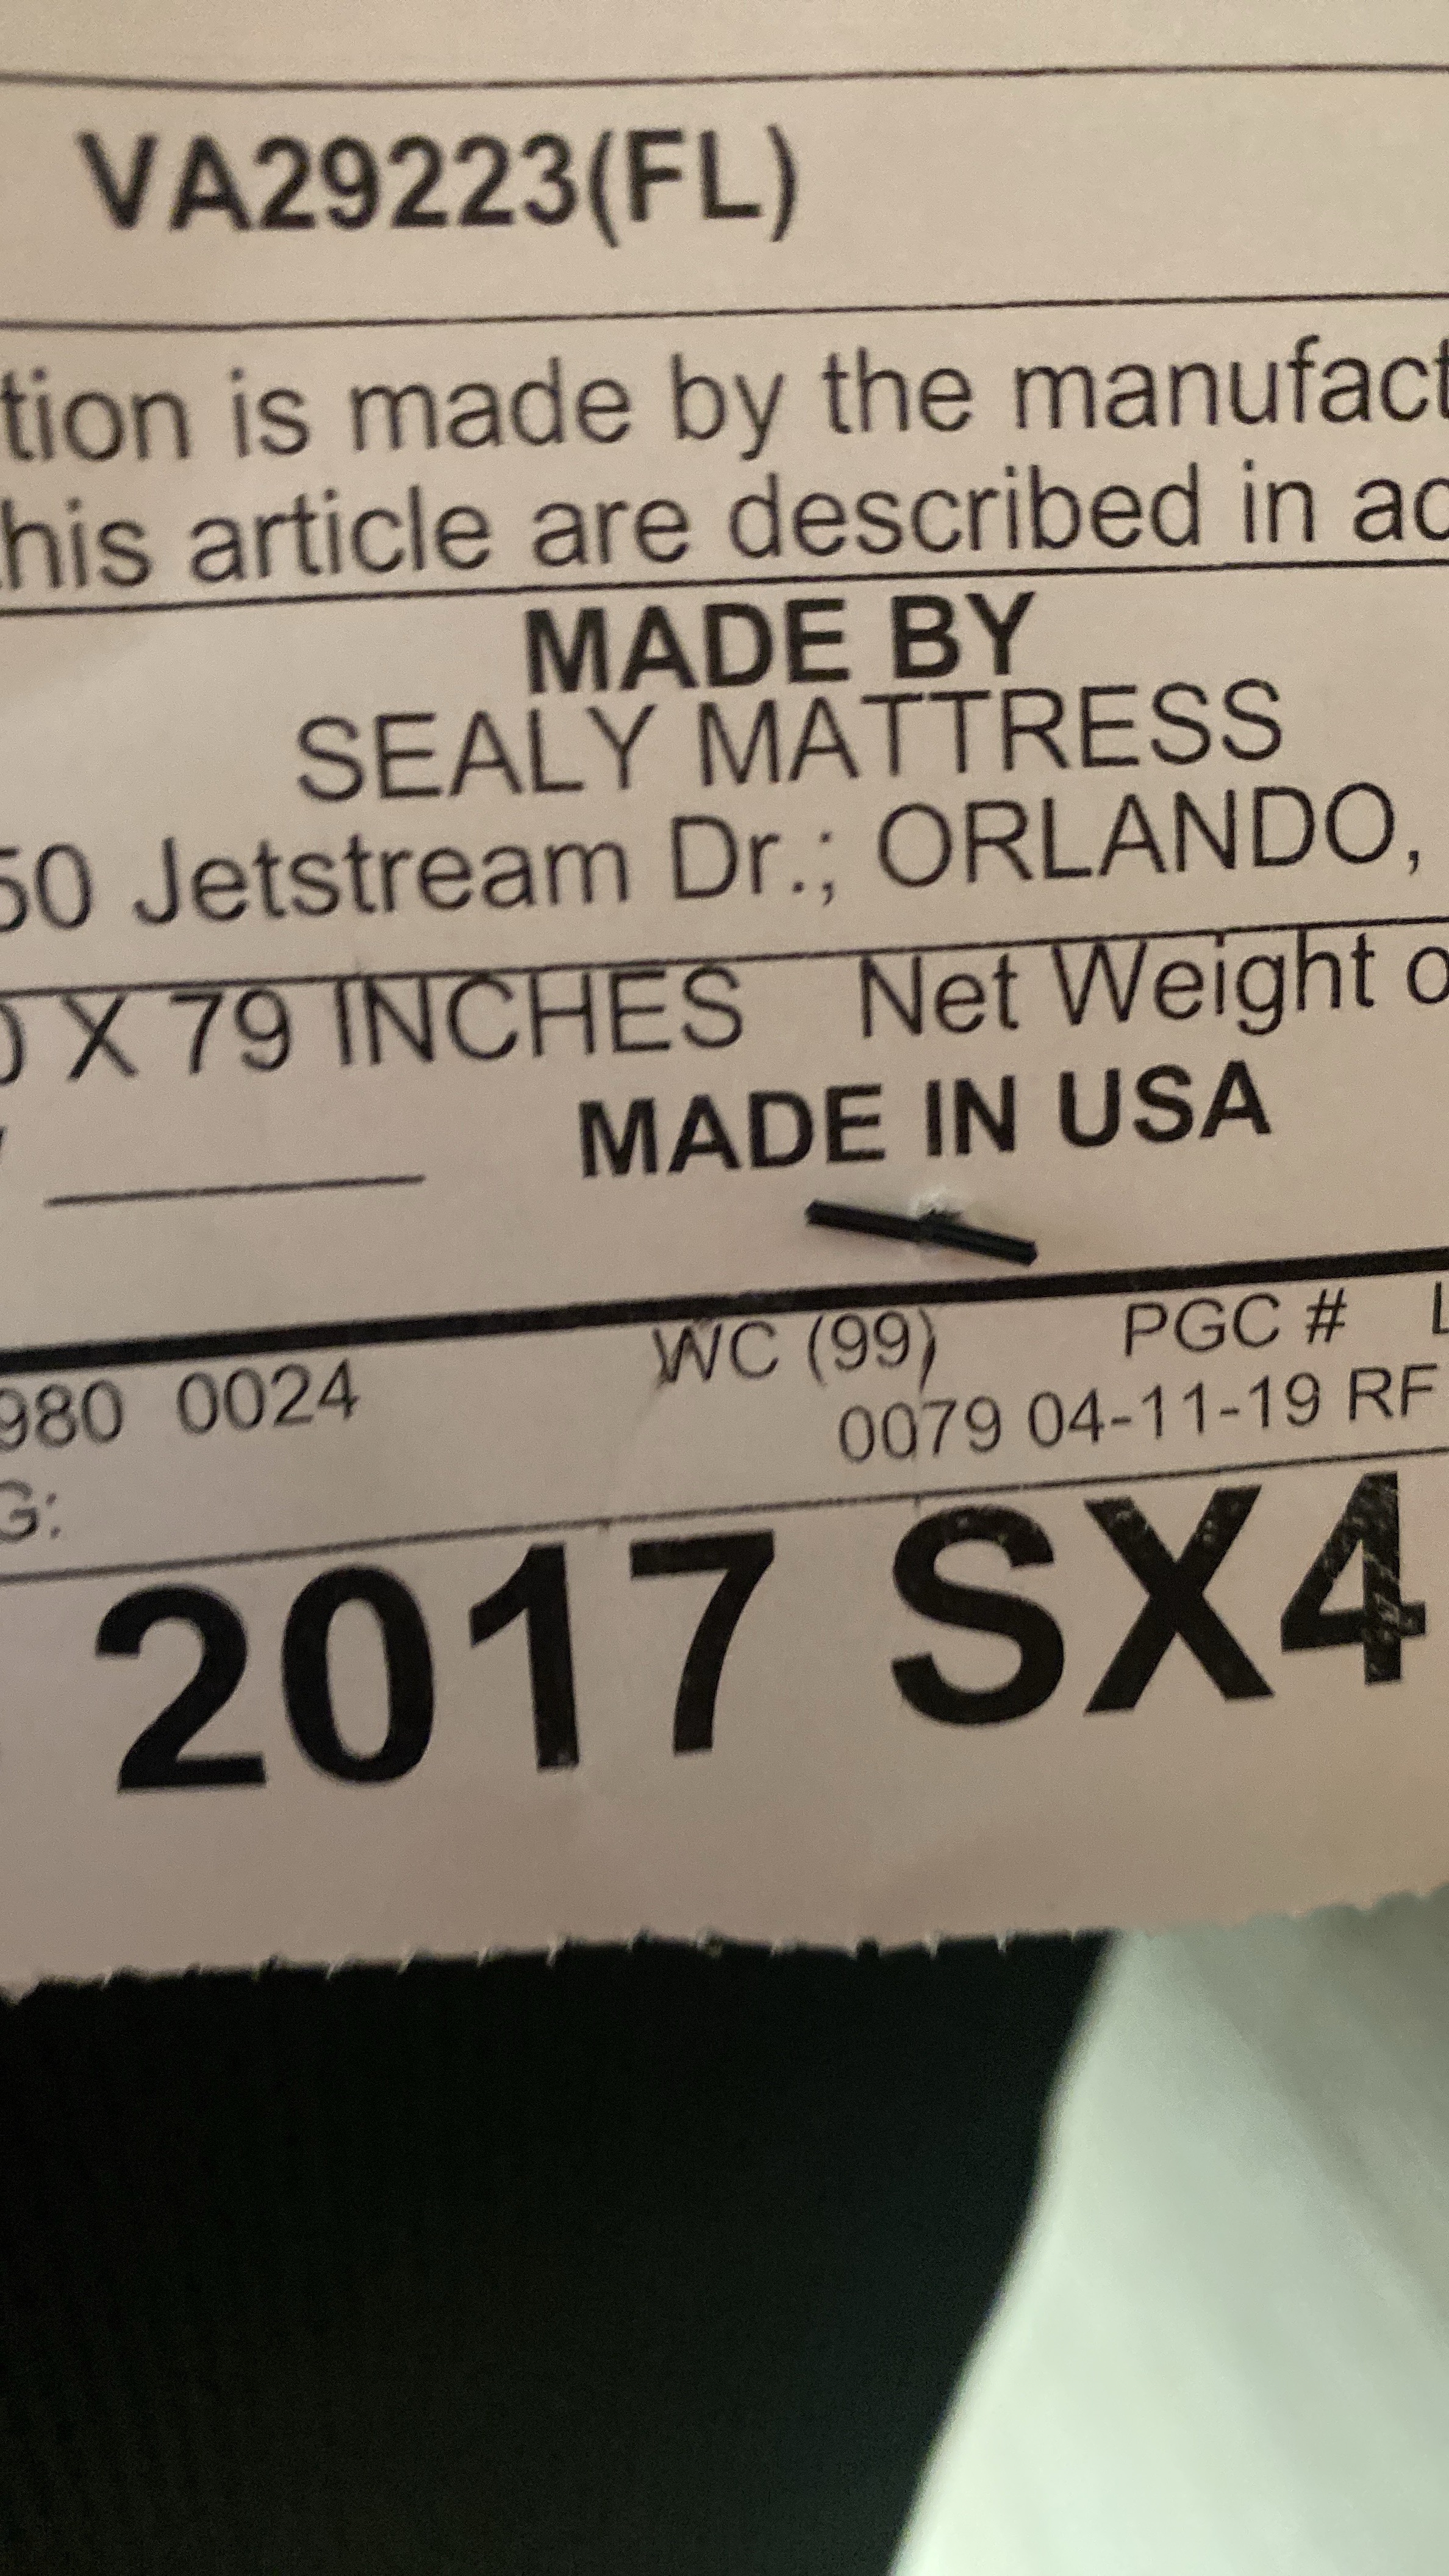 VA29223(FL)
tion is made by the manufact
his article are described in ac
MADE BY
SEALY MATTRESS
50 Jetstream Dr.; ORLANDO,
0 X 79 INCHES Net Weight o
MADE IN USA
WC (99) PGC # L
980 0024
0079 04-11-19 RF
G:
2017 SX4